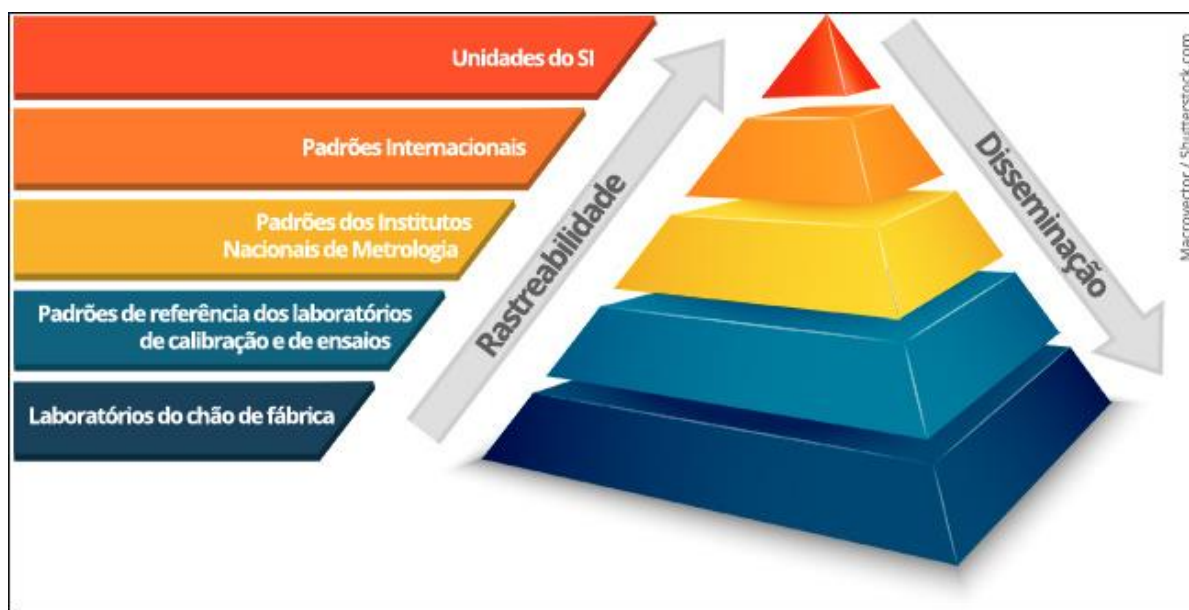 Unidades do SI
Padrões Internacionais
Padrões dos Institutos
Nacionais de Metrologia
Padrões de referência dos laboratórios
de calibração e de ensaios
Laboratórios do chão de fábrica
Rastreabilidade
Disseminação
Macrovector / Shutterstock.com